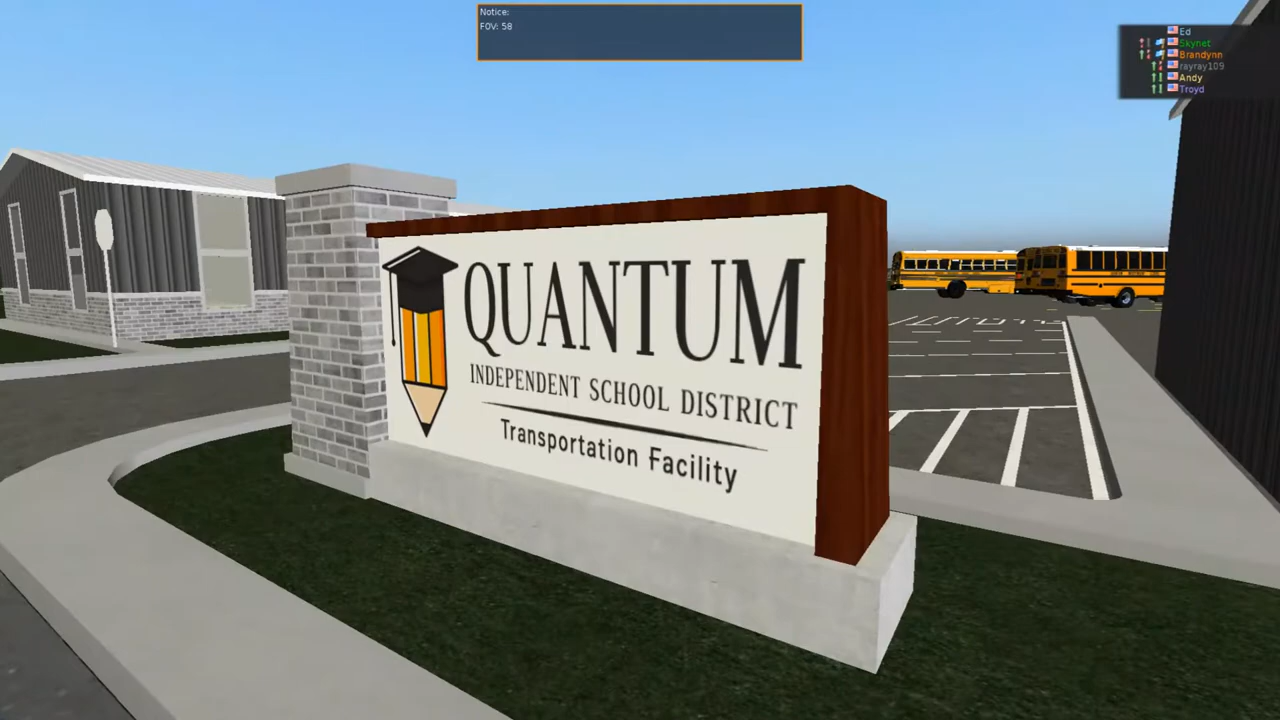 Notice:
FOV: 58
Ed
Skynet
Brandynn
rayray109
Andy
Troyd
QUANTUM
INDEPENDENT SCHOOL DISTRICT
Transportation Facility